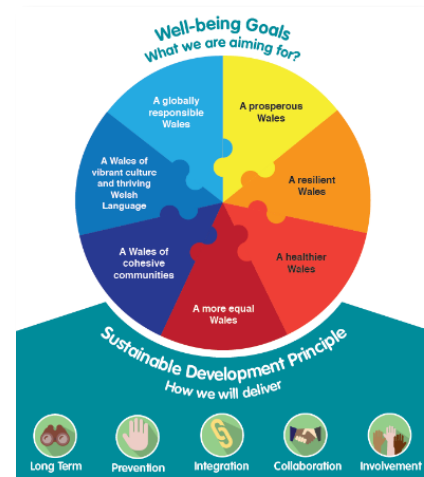 Well-being Goals
What we are aiming for?
A globally
responsible
Wales
A prosperous
Wales
A Wales of
vibrant culture
and thriving
Welsh
Language
A resilient
Wales
A Wales of
cohesive
communities
A healthier
Wales
A more equal
Wales
Sustainable Development Principle
How we will deliver
Long Term
Prevention
Integration
Collaboration
Involvement